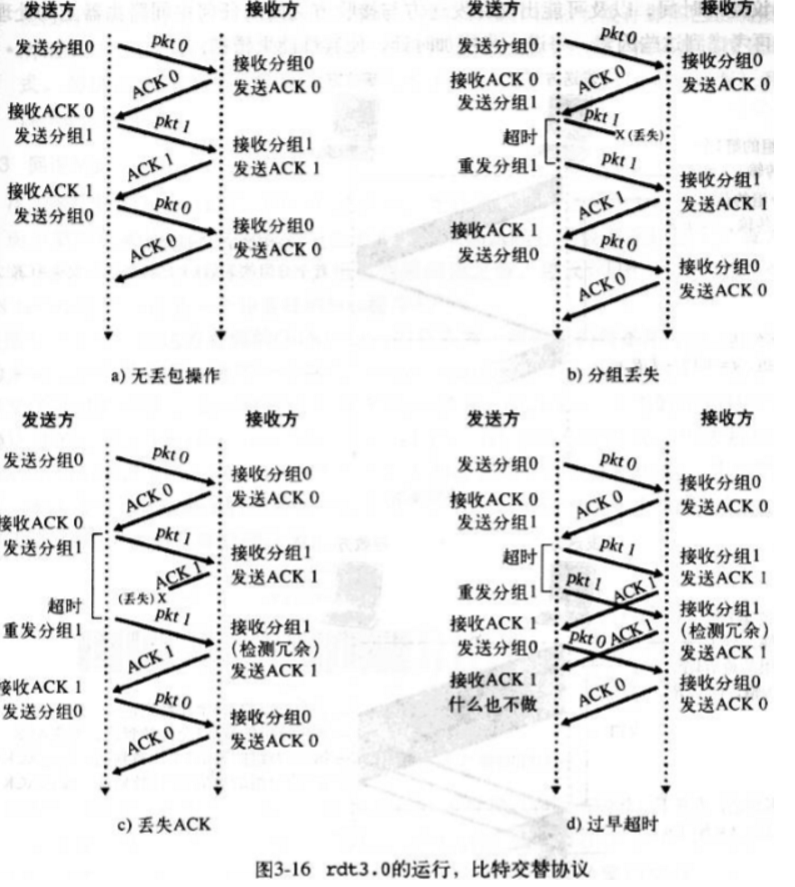 发送方 接收方
发送分组0
pkt 0
接收分组0
发送ACK 0
ACK 0
接收ACK 0
发送分组1
pkt 1
接收分组1
发送ACK 1
ACK 1
接收ACK 1
发送分组0
pkt 0
接收分组0
发送ACK 0
ACK 0
a) 无丢包操作
发送方 接收方
发送分组0
pkt 0
接收分组0
发送ACK 0
ACK 0
接收ACK 0
发送分组1
pkt 1
X (丢失)
超时
重发分组1
pkt 1
接收分组1
发送ACK 1
ACK 1
接收ACK 1
发送分组0
pkt 0
接收分组0
发送ACK 0
ACK 0
b) 分组丢失
发送方 接收方
发送分组0
pkt 0
接收分组0
发送ACK 0
ACK 0
接收ACK 0
发送分组1
pkt 1
接收分组1
发送ACK 1
ACK 1
(丢失) X
超时
重发分组1
pkt 1
接收分组1
(检测冗余)
发送ACK 1
ACK 1
接收ACK 1
发送分组0
pkt 0
接收分组0
发送ACK 0
ACK 0
c) 丢失ACK
发送方 接收方
发送分组0
pkt 0
接收分组0
发送ACK 0
ACK 0
接收ACK 0
发送分组1
pkt 1
接收分组1
发送ACK 1
ACK 1
超时
重发分组1
pkt 1
接收分组1
(检测冗余)
发送ACK 1
ACK 1
接收ACK 1
发送分组0
pkt 0
接收分组0
发送ACK 0
接收ACK 1
什么也不做
ACK 0
d) 过早超时
图3-16 rdt3.0的运行，比特交替协议